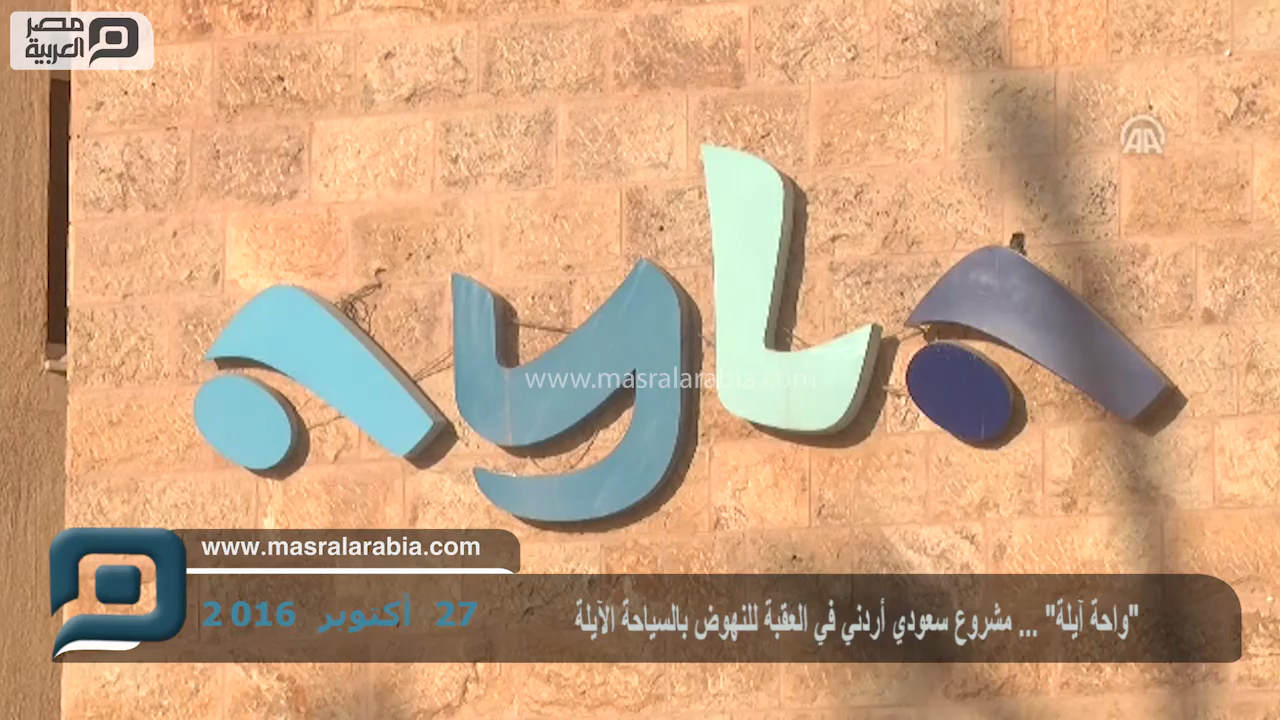 مصر
العربية
AA
ayla
www.masralarabia.com
www.masralarabia.com
"واحة آيلة" ... مشروع سعودي أردني في العقبة للنهوض بالسياحة الآيلة
27 أكتوبر 2016